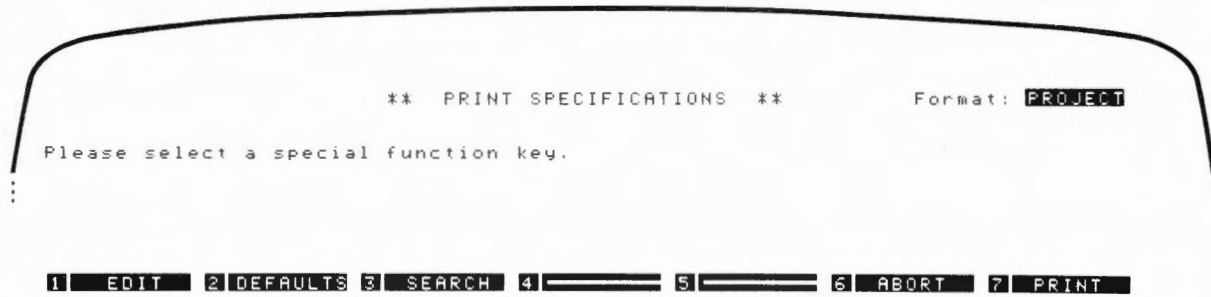 ** PRINT SPECIFICATIONS ** Format: PROJECT
Please select a special function key.
1 EDIT 2 DEFAULTS 3 SEARCH 4 5 6 ABORT 7 PRINT